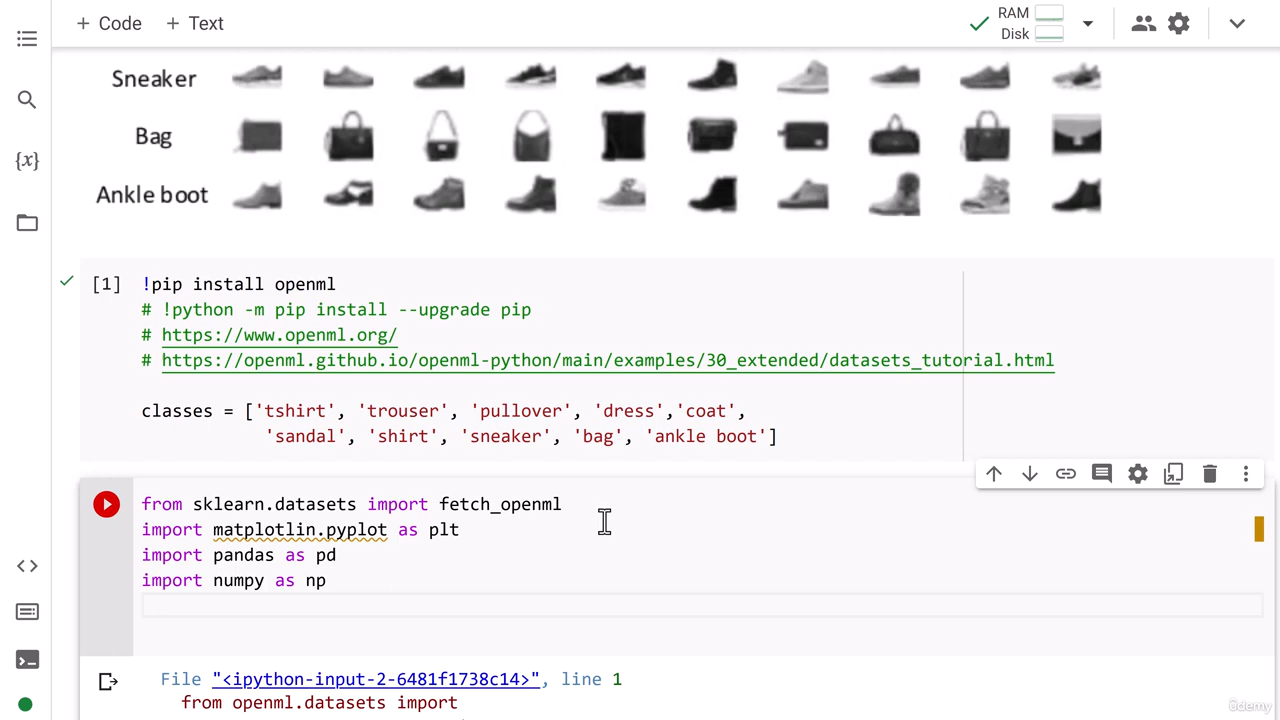 + Code + Text
RAM
Disk
Sneaker
Bag
Ankle boot
{x}
[1] !pip install openml
# !python -m pip install --upgrade pip
# https://www.openml.org/
# https://openml.github.io/openml-python/main/examples/30_extended/datasets_tutorial.html
classes = ['tshirt', 'trouser', 'pullover', 'dress','coat',
'sandal', 'shirt', 'sneaker', 'bag', 'ankle boot']
from sklearn.datasets import fetch_openml
import matplotlin.pyplot as plt
import pandas as pd
import numpy as np
File "<ipython-input-2-6481f1738c14>", line 1
from openml.datasets import
udemy